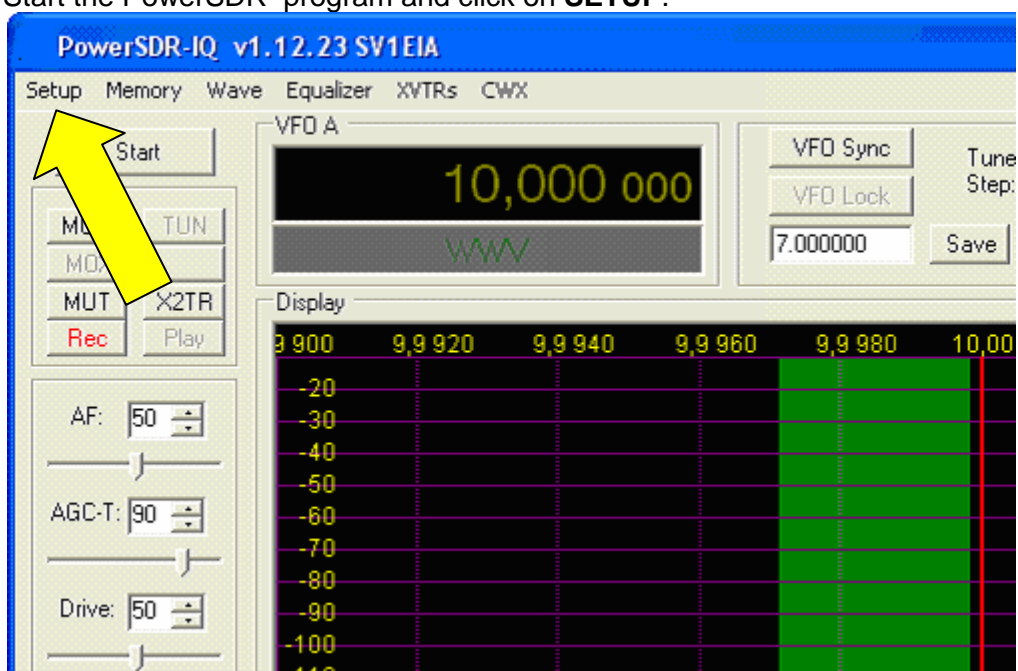 Start the PowerSDR program and click on SETUP.
PowerSDR-IQ v1.12.23 SV1EIA
Setup Memory Wave Equalizer XVTRs CWX
Start
VFO A
10,000 000
WWV
VFO Sync
VFO Lock
7.000000
Save
Tune
Step:
TUN
MUT
X2TR
Rec
Play
Display
9 900 9,9 920 9,9 940 9,9 960 9,9 980 10,00
-20
-30
-40
-50
-60
-70
-80
-90
-100
AF: 50
AGC-T: 90
Drive: 50